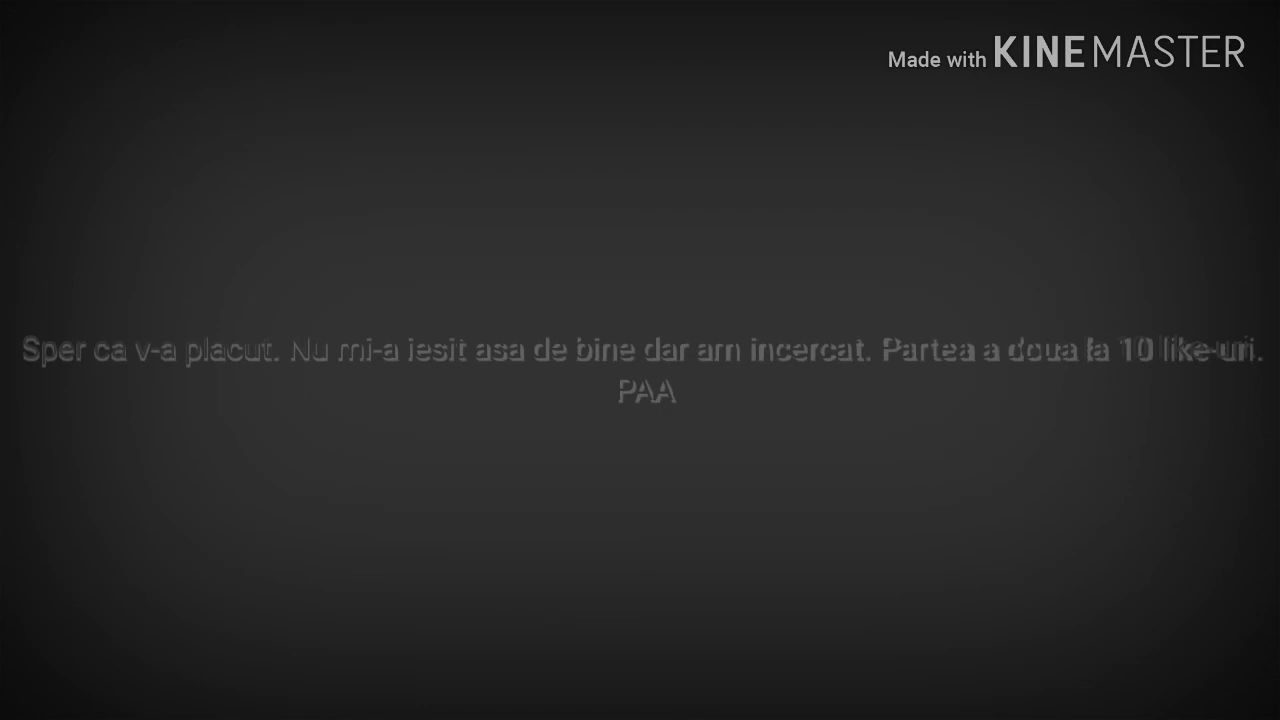 Made with KINEMASTER
Sper ca v-a placut. Nu mi-a iesit asa de bine dar am incercat. Partea a doua la 10 like-uri.
PAA